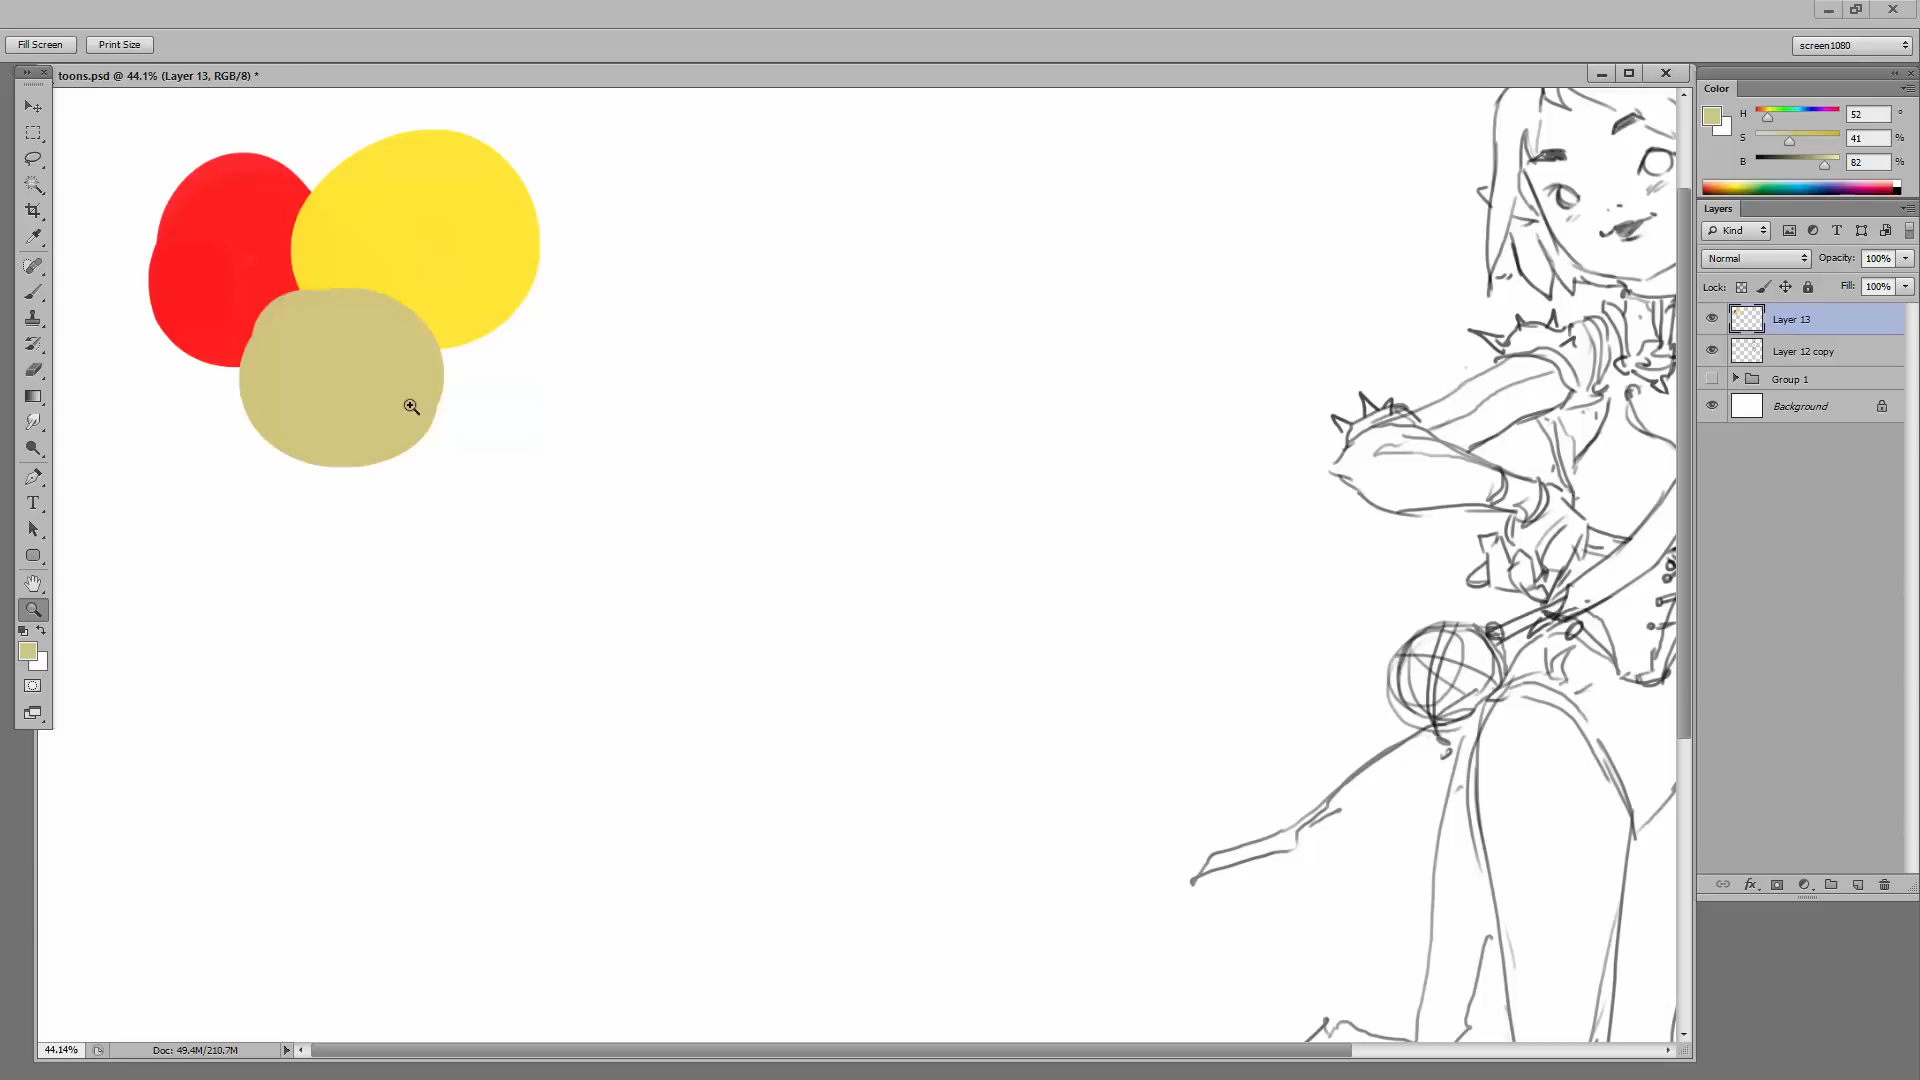 Fill Screen Print Size screen1080
toons.psd @ 44.1% (Layer 13, RGB/8) *
Color
H 52 °
S 41 %
B 82 %
Layers
Kind
Normal Opacity: 100%
Lock: Fill: 100%
Layer 13
Layer 12 copy
Group 1
Background
44.14% Doc: 49.4M/210.7M